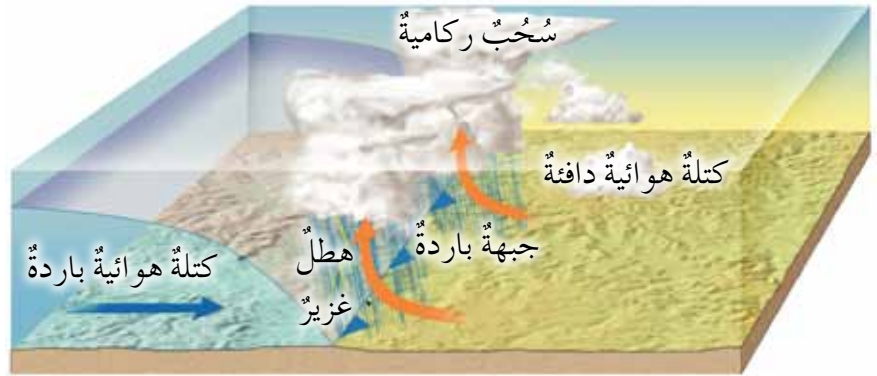 سُحُبٌ ركاميةٌ
كتلةٌ هوائيةٌ دافئةٌ
جبهةٌ باردةٌ
هطلٌ
غزيرٌ
كتلةٌ هوائيةٌ باردةٌ